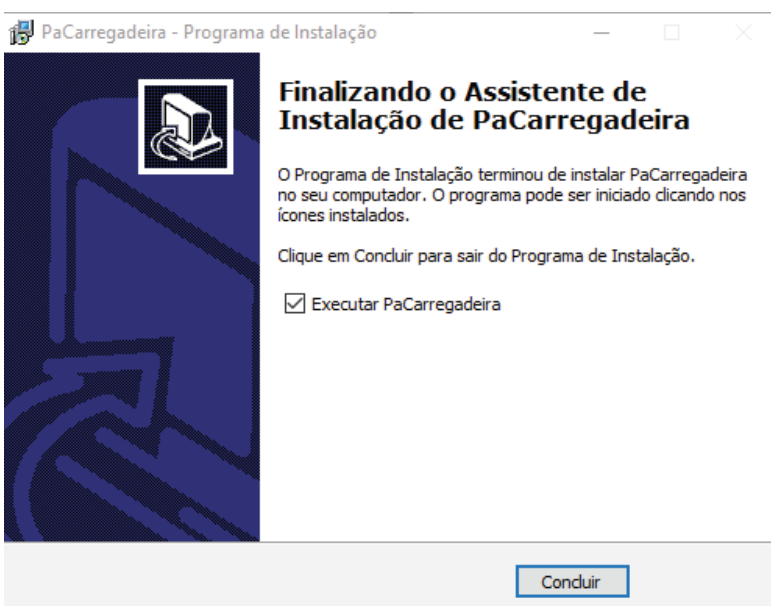 PaCarregadeira - Programa de Instalação
Finalizando o Assistente de
Instalação de PaCarregadeira
O Programa de Instalação terminou de instalar PaCarregadeira
no seu computador. O programa pode ser iniciado clicando nos
ícones instalados.
Clique em Concluir para sair do Programa de Instalação.
Executar PaCarregadeira
Concluir